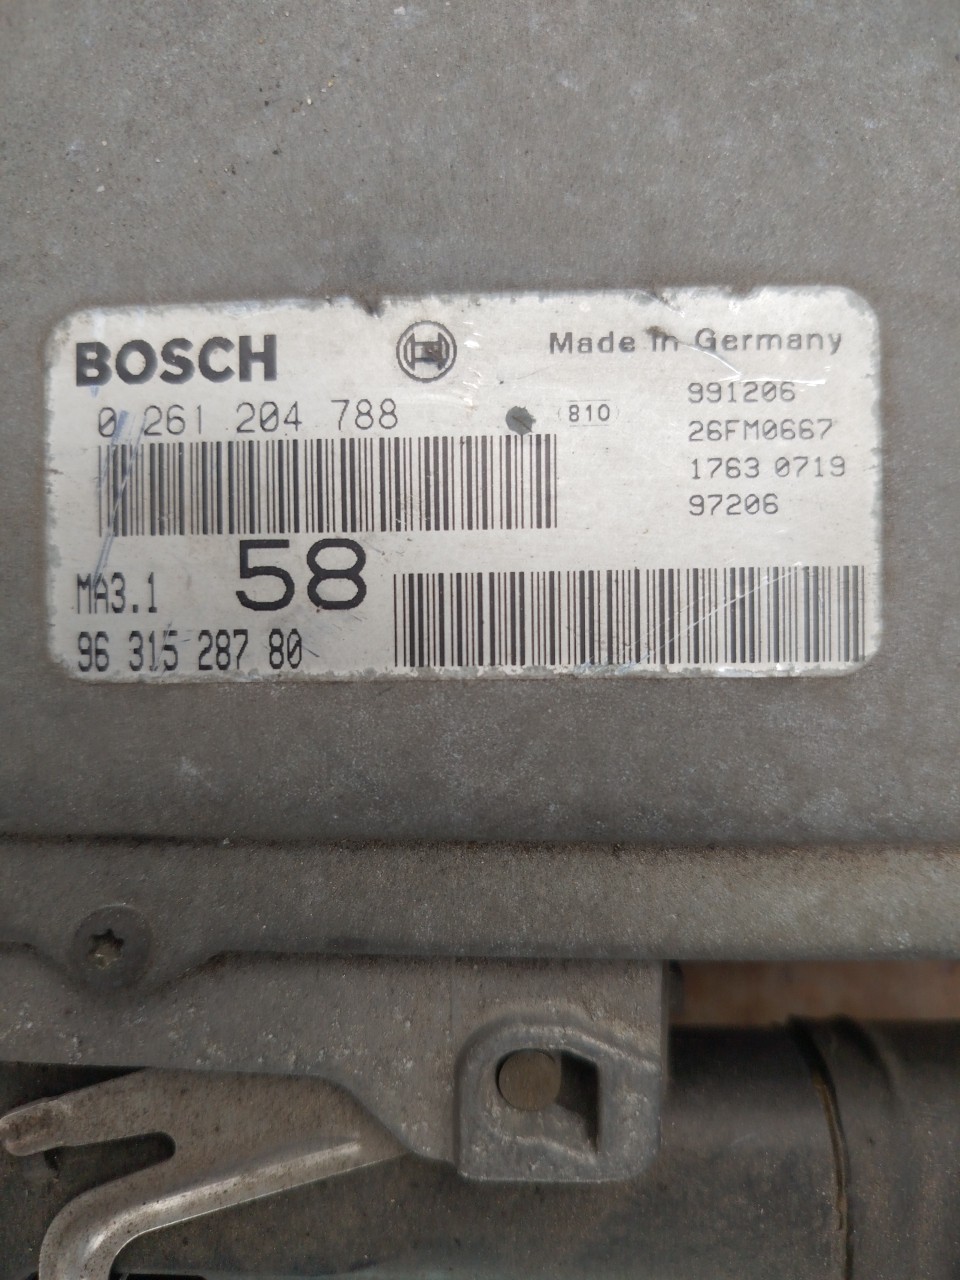 BOSCH
Made in Germany
0 261 204 788
(810)
991206
26FM0667
1763 0719
97206
MA3.1
58
96 315 287 80